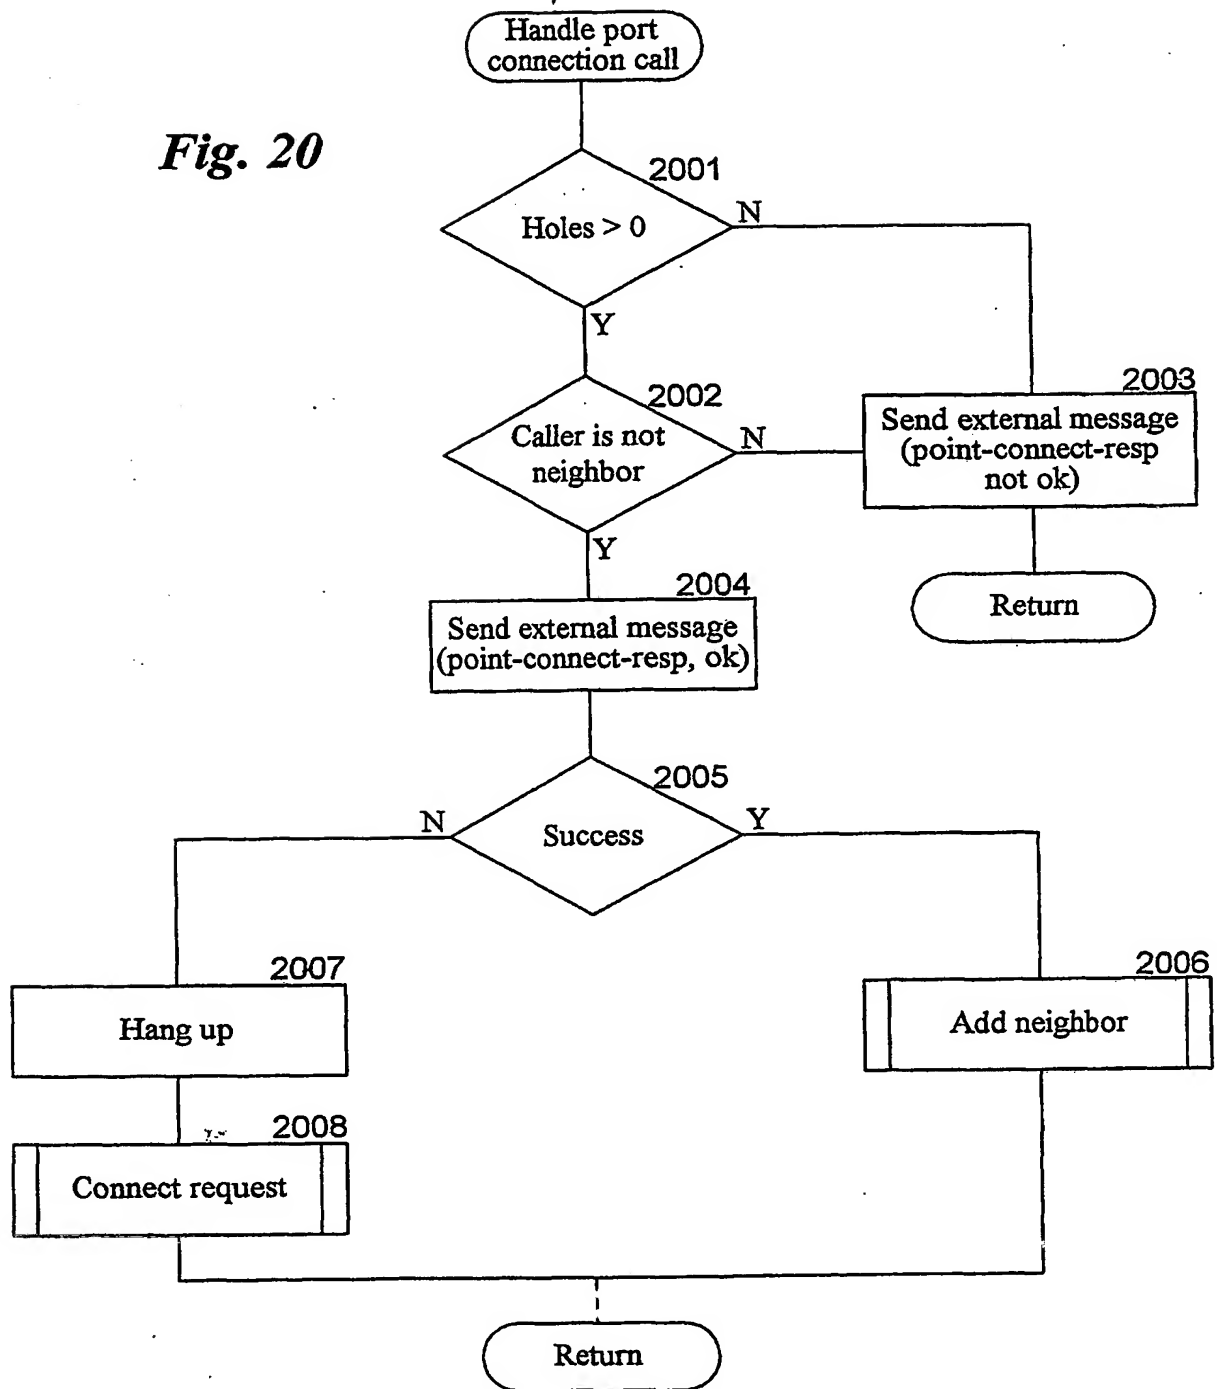 Handle port
connection call
Fig. 20
2001
Holes > 0
N
Y
2002
Caller is not
neighbor
N
Y
2003
Send external message
(point-connect-resp
not ok)
Return
2004
Send external message
(point-connect-resp, ok)
2005
Success
N
Y
2007
Hang up
2006
Add neighbor
2008
Connect request
Return